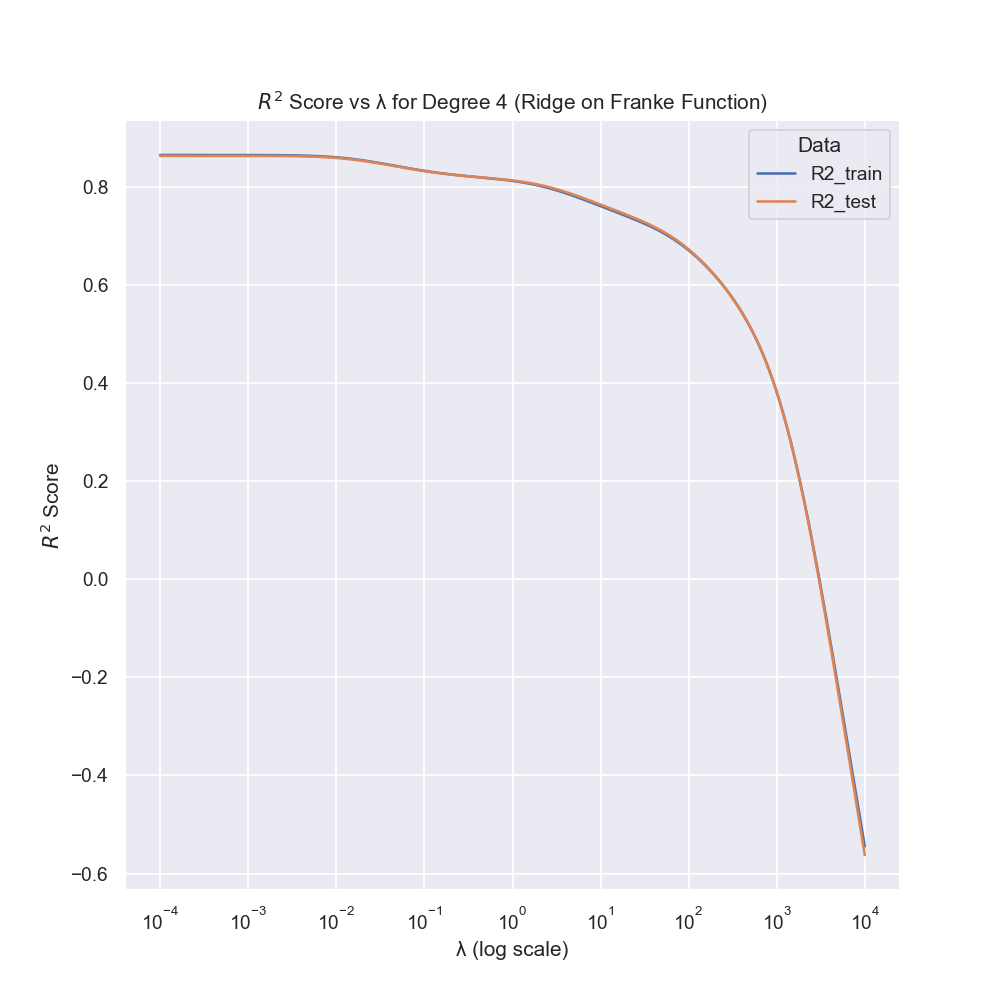 R² Score vs λ for Degree 4 (Ridge on Franke Function)
Data
R2_train
R2_test
0.8
0.6
0.4
0.2
0.0
−0.2
−0.4
−0.6
R² Score
10⁻⁴ 10⁻³ 10⁻² 10⁻¹ 10⁰ 10¹ 10² 10³ 10⁴
λ (log scale)